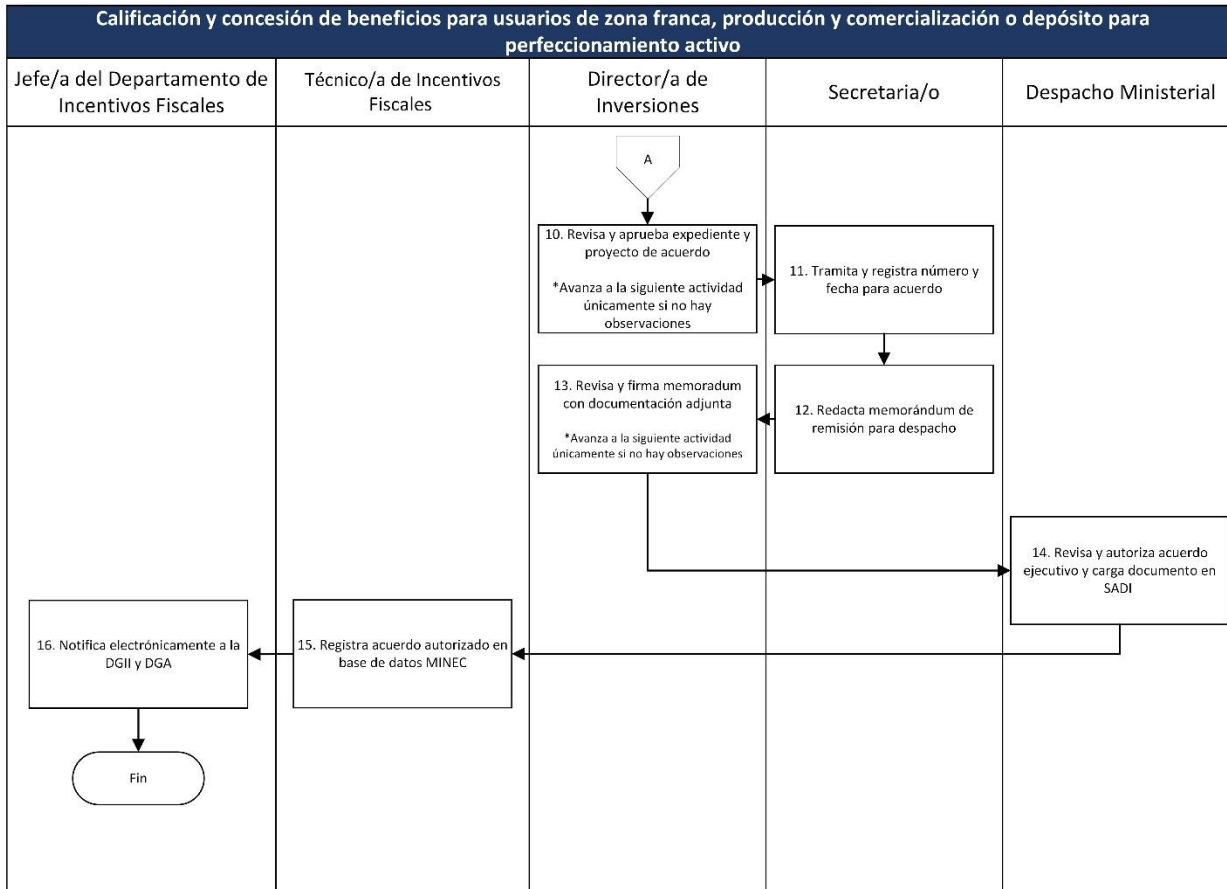 Calificación y concesión de beneficios para usuarios de zona franca, producción y comercialización o depósito para
perfeccionamiento activo
Jefe/a del Departamento de
Incentivos Fiscales
Técnico/a de Incentivos
Fiscales
Director/a de
Inversiones
Secretaria/o
Despacho Ministerial
A
10. Revisa y aprueba expediente y
proyecto de acuerdo
*Avanza a la siguiente actividad
únicamente si no hay
observaciones
11. Tramita y registra número y
fecha para acuerdo
13. Revisa y firma memoradum
con documentación adjunta
*Avanza a la siguiente actividad
únicamente si no hay observaciones
12. Redacta memorándum de
remisión para despacho
14. Revisa y autoriza acuerdo
ejecutivo y carga documento en
SADI
16. Notifica electrónicamente a la
DGII y DGA
15. Registra acuerdo autorizado en
base de datos MINEC
Fin